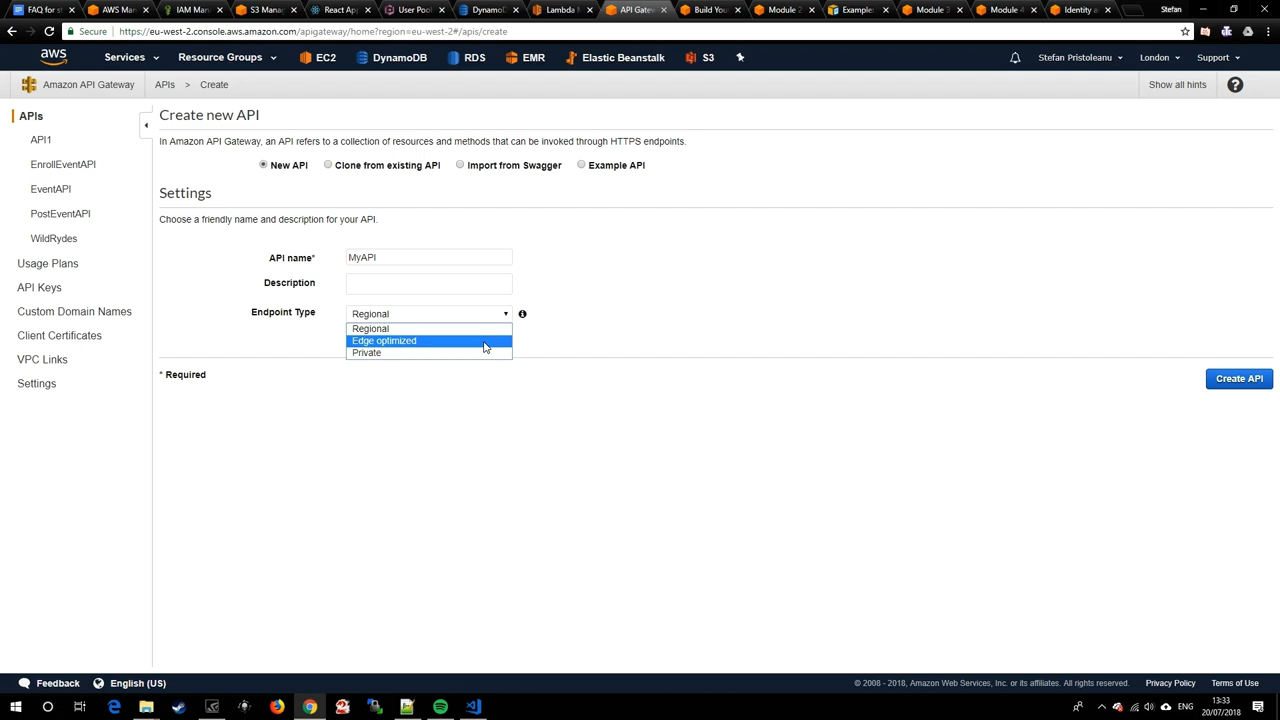 FAQ for st
AWS Man
IAM Man
S3 Manag
React App
User Pool
DynamoD
Lambda M
API Gatew
Build You
Module 2
Example:
Module 3
Module 4
Identity a
Stefan
Secure https://eu-west-2.console.aws.amazon.com/apigateway/home?region=eu-west-2#/apis/create
aws Services Resource Groups EC2 DynamoDB RDS EMR Elastic Beanstalk S3 Stefan Pristoleanu London Support
Amazon API Gateway APIs > Create Show all hints ?
APIs
API1
EnrollEventAPI
EventAPI
PostEventAPI
WildRydes
Usage Plans
API Keys
Custom Domain Names
Client Certificates
VPC Links
Settings
Create new API
In Amazon API Gateway, an API refers to a collection of resources and methods that can be invoked through HTTPS endpoints.
New API Clone from existing API Import from Swagger Example API
Settings
Choose a friendly name and description for your API.
API name* MyAPI
Description
Endpoint Type Regional
Regional
Edge optimized
Private
* Required
Create API
Feedback English (US) © 2008 - 2018, Amazon Web Services, Inc. or its affiliates. All rights reserved. Privacy Policy Terms of Use
ENG
13:33
20/07/2018